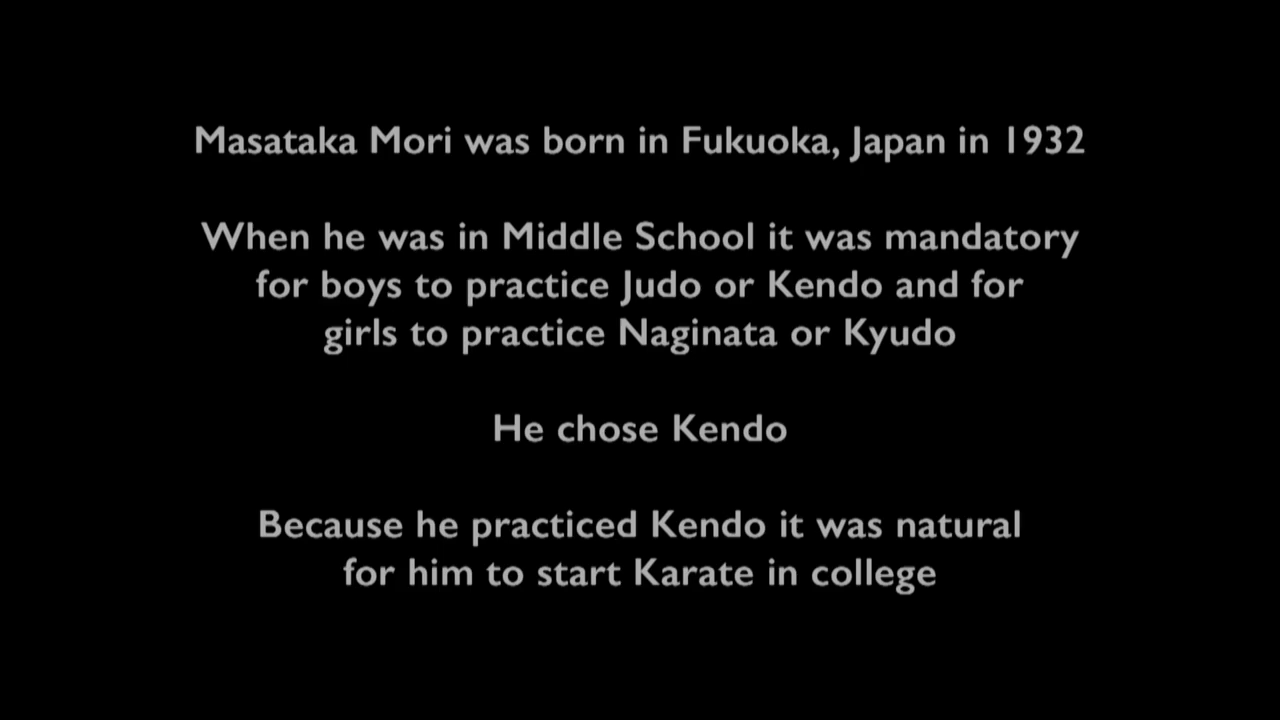 Masataka Mori was born in Fukuoka, Japan in 1932
When he was in Middle School it was mandatory
for boys to practice Judo or Kendo and for
girls to practice Naginata or Kyudo
He chose Kendo
Because he practiced Kendo it was natural
for him to start Karate in college